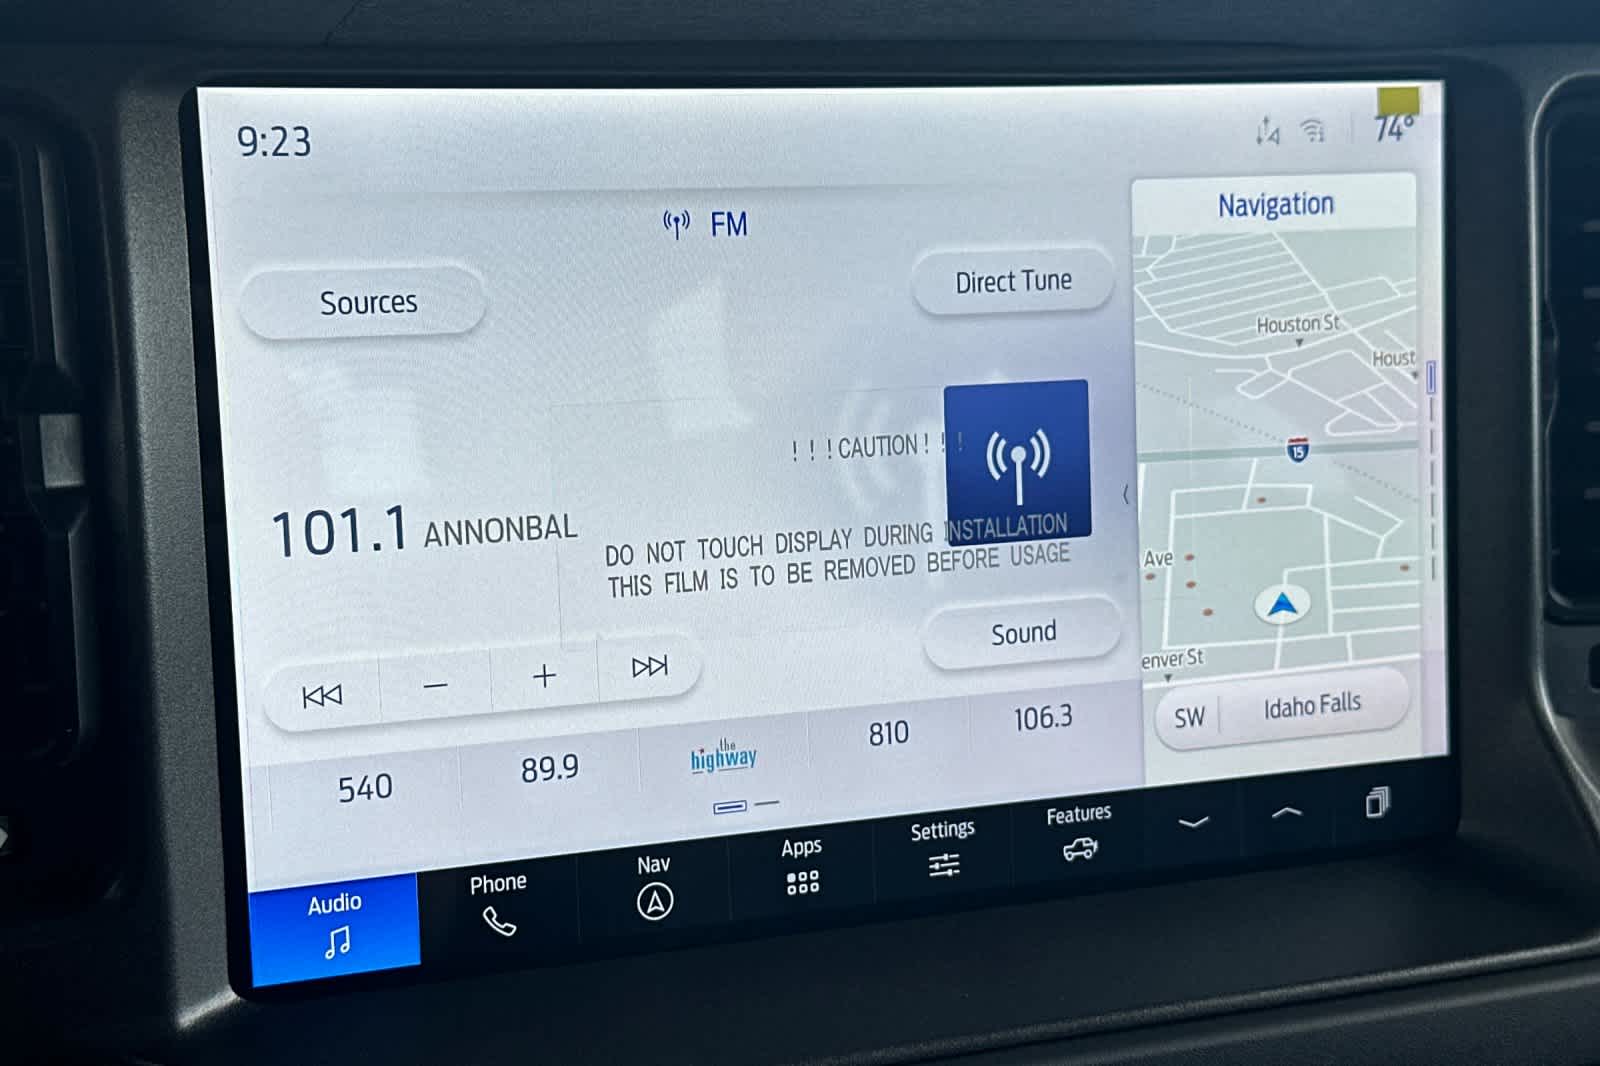 9:23
74°
FM
Navigation
Sources
Direct Tune
Houston St
Houst
15
! ! ! CAUTION ! ! !
101.1 ANNONBAL
DO NOT TOUCH DISPLAY DURING INSTALLATION
THIS FILM IS TO BE REMOVED BEFORE USAGE
Ave
Sound
enver St
SW
Idaho Falls
540
89.9
the
highway
810
106.3
Audio
Phone
Nav
Apps
Settings
Features